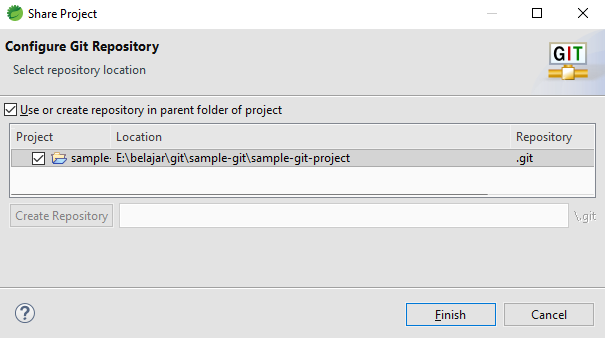 Share Project
Configure Git Repository
Select repository location
GIT
Use or create repository in parent folder of project
Project Location Repository
sample- E:\belajar\git\sample-git\sample-git-project .git
Create Repository \.git
? Finish Cancel